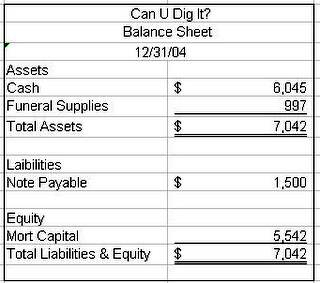 Can U Dig It?
Balance Sheet
12/31/04
Assets
Cash $ 6,045
Funeral Supplies 997
Total Assets $ 7,042
Laibilities
Note Payable $ 1,500
Equity
Mort Capital 5,542
Total Liabilities & Equity $ 7,042